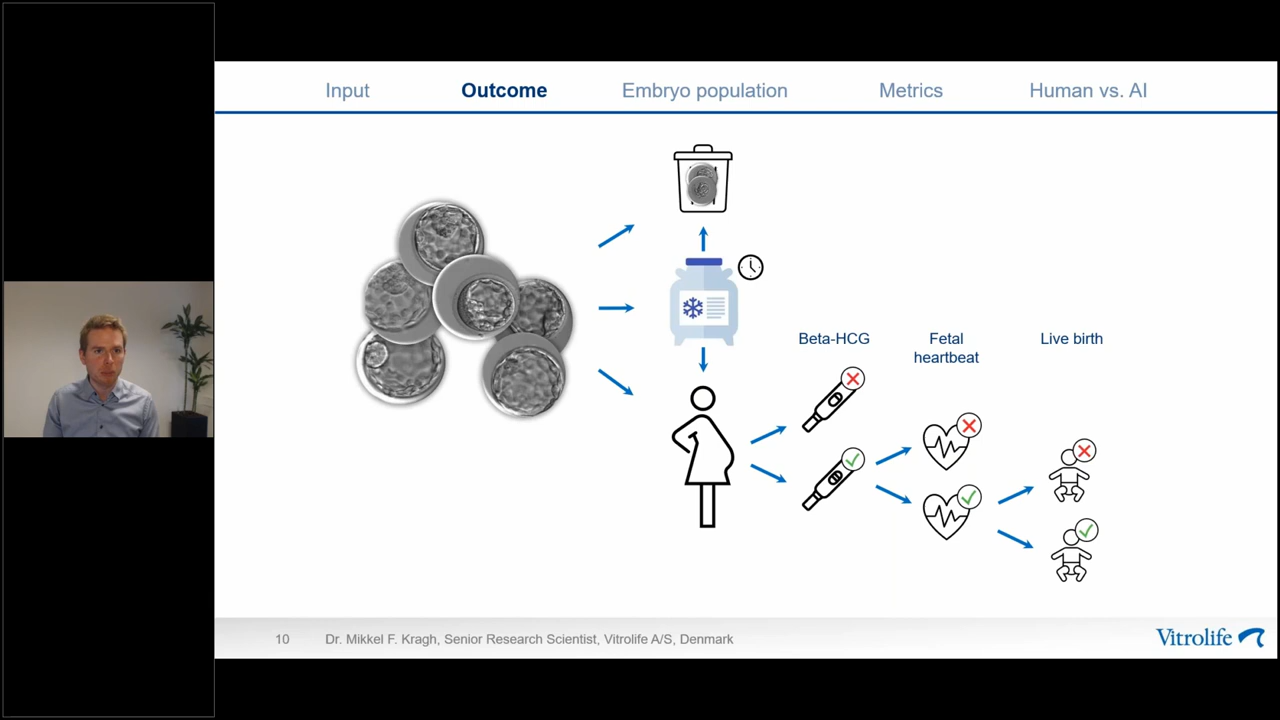 Input
Outcome
Embryo population
Metrics
Human vs. AI
Beta-HCG
Fetal
heartbeat
Live birth
10
Dr. Mikkel F. Kragh, Senior Research Scientist, Vitrolife A/S, Denmark
Vitrolife